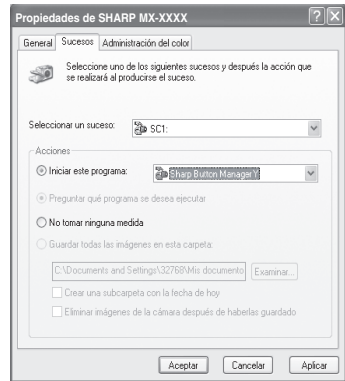 Propiedades de SHARP MX-XXXX
General Sucesos Administración del color
Seleccione uno de los siguientes sucesos y después la acción que
se realizará al producirse el suceso.
Seleccionar un suceso: SC1:
Acciones
Iniciar este programa: Sharp Button Manager Y
Preguntar qué programa se desea ejecutar
No tomar ninguna medida
Guardar todas las imágenes en esta carpeta:
C:\Documents and Settings\32768\Mis documento Examinar...
Crear una subcarpeta con la fecha de hoy
Eliminar imágenes de la cámara después de haberlas guardado
Aceptar Cancelar Aplicar